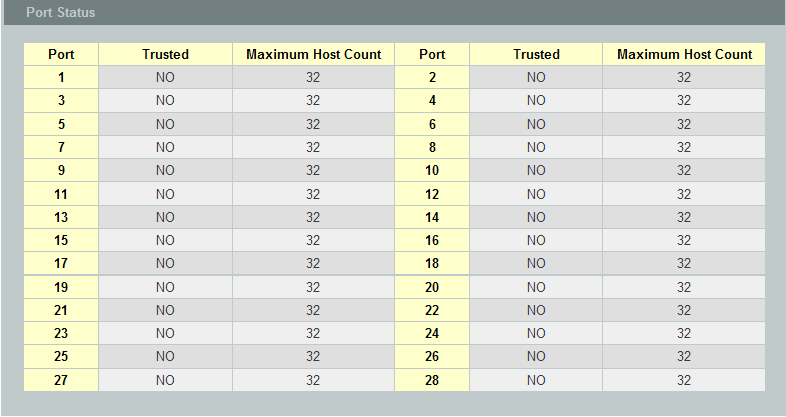 Port Status
Port Trusted Maximum Host Count Port Trusted Maximum Host Count
1 NO 32 2 NO 32
3 NO 32 4 NO 32
5 NO 32 6 NO 32
7 NO 32 8 NO 32
9 NO 32 10 NO 32
11 NO 32 12 NO 32
13 NO 32 14 NO 32
15 NO 32 16 NO 32
17 NO 32 18 NO 32
19 NO 32 20 NO 32
21 NO 32 22 NO 32
23 NO 32 24 NO 32
25 NO 32 26 NO 32
27 NO 32 28 NO 32